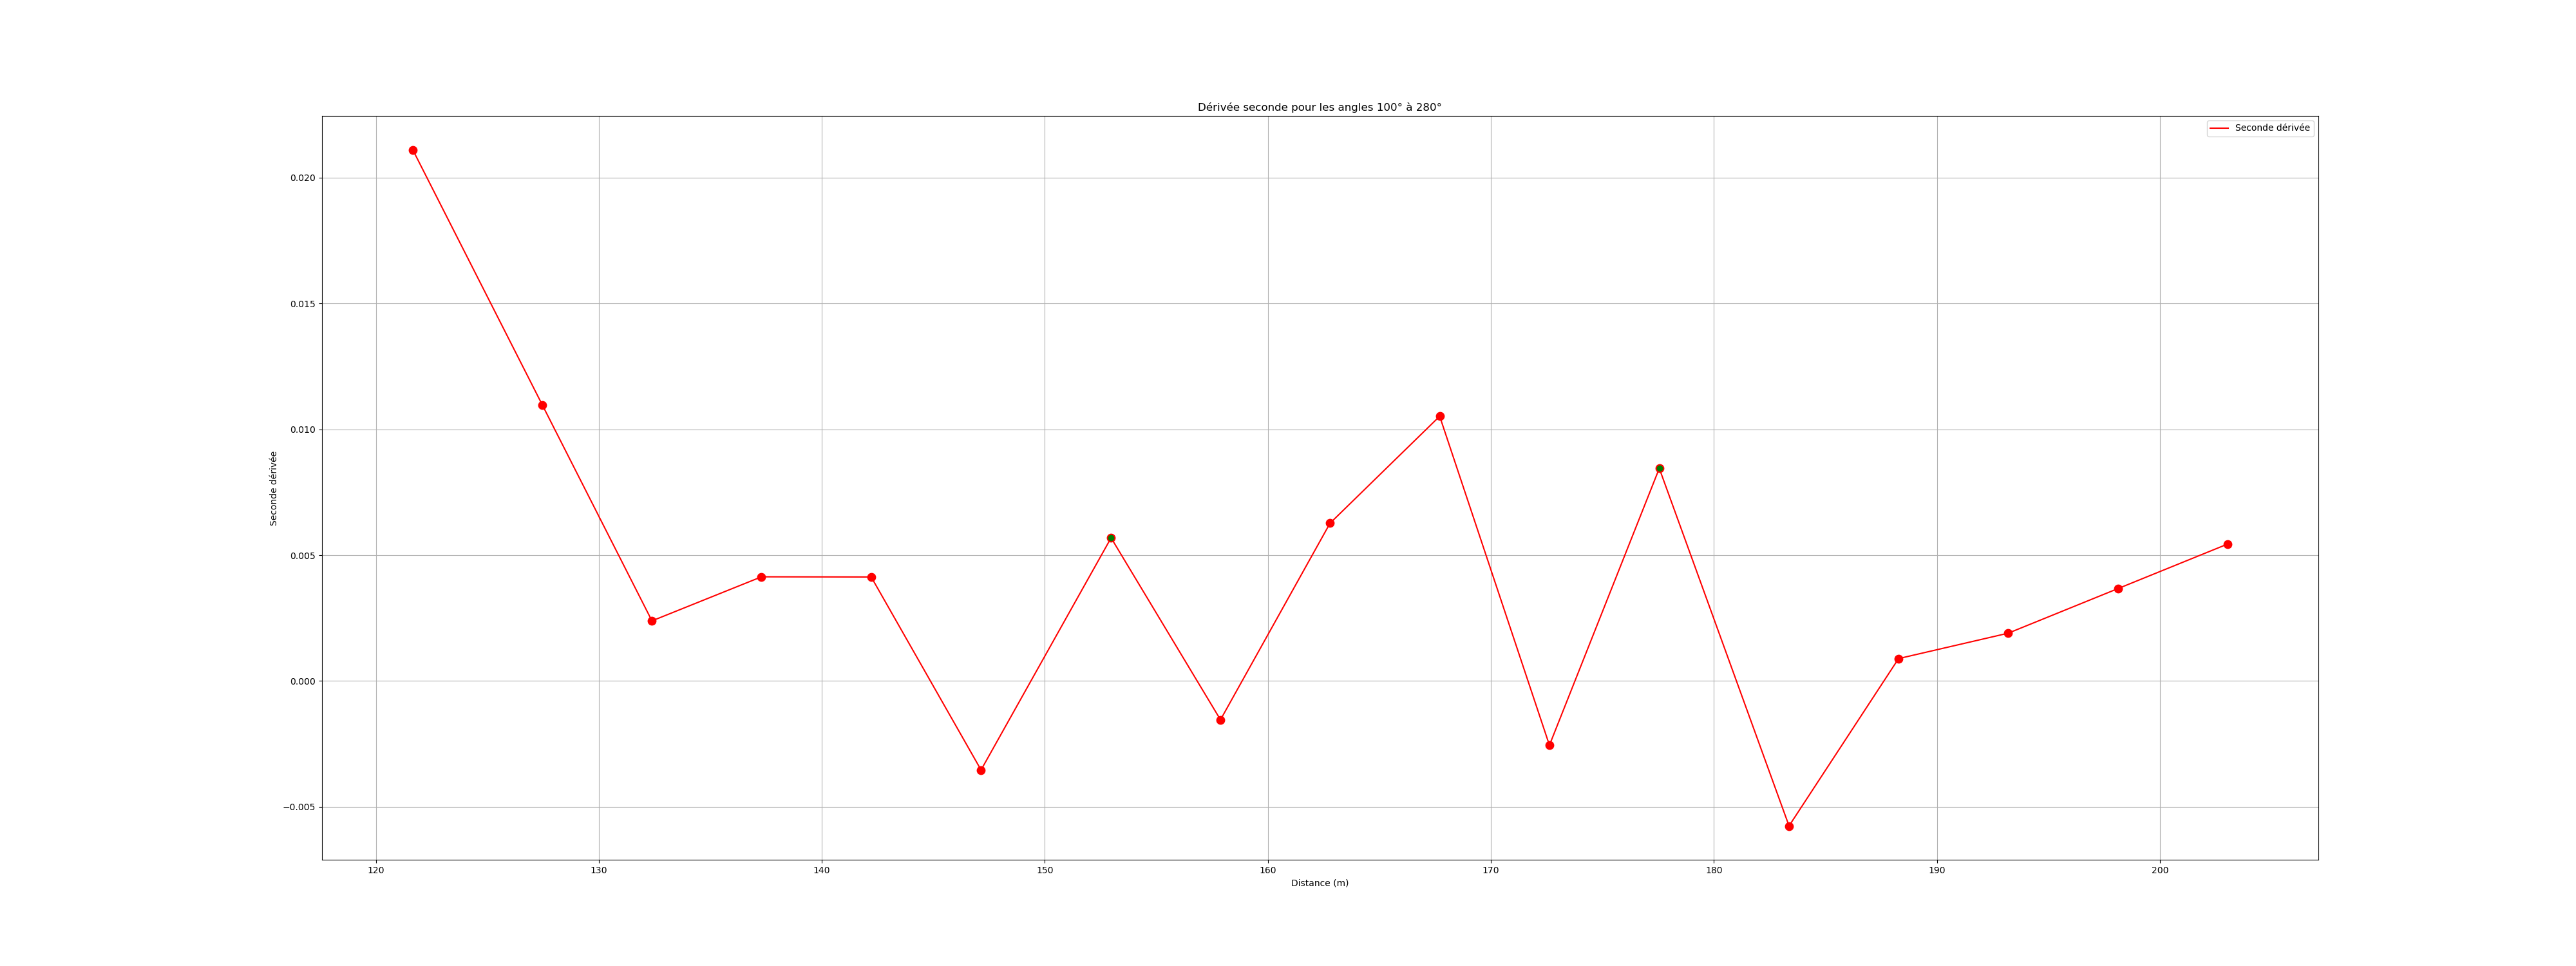 Dérivée seconde pour les angles 100° à 280°
Seconde dérivée
0.020
0.015
0.010
0.005
0.000
−0.005
Seconde dérivée
120 130 140 150 160 170 180 190 200
Distance (m)